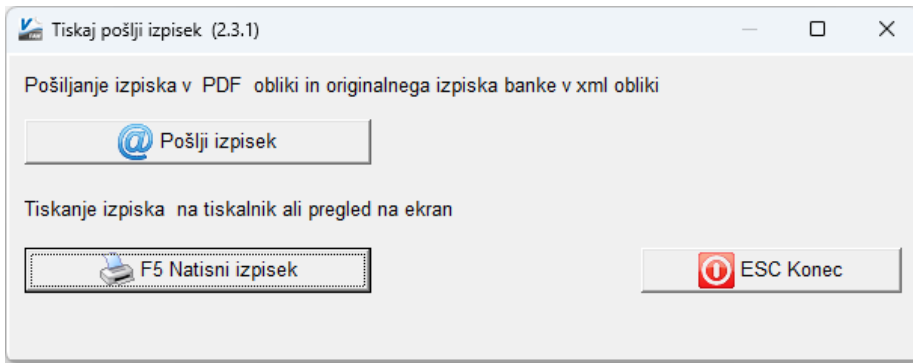 Tiskaj pošlji izpisek (2.3.1)
Pošiljanje izpiska v PDF obliki in originalnega izpiska banke v xml obliki
Pošlji izpisek
Tiskanje izpiska na tiskalnik ali pregled na ekran
F5 Natisni izpisek
ESC Konec